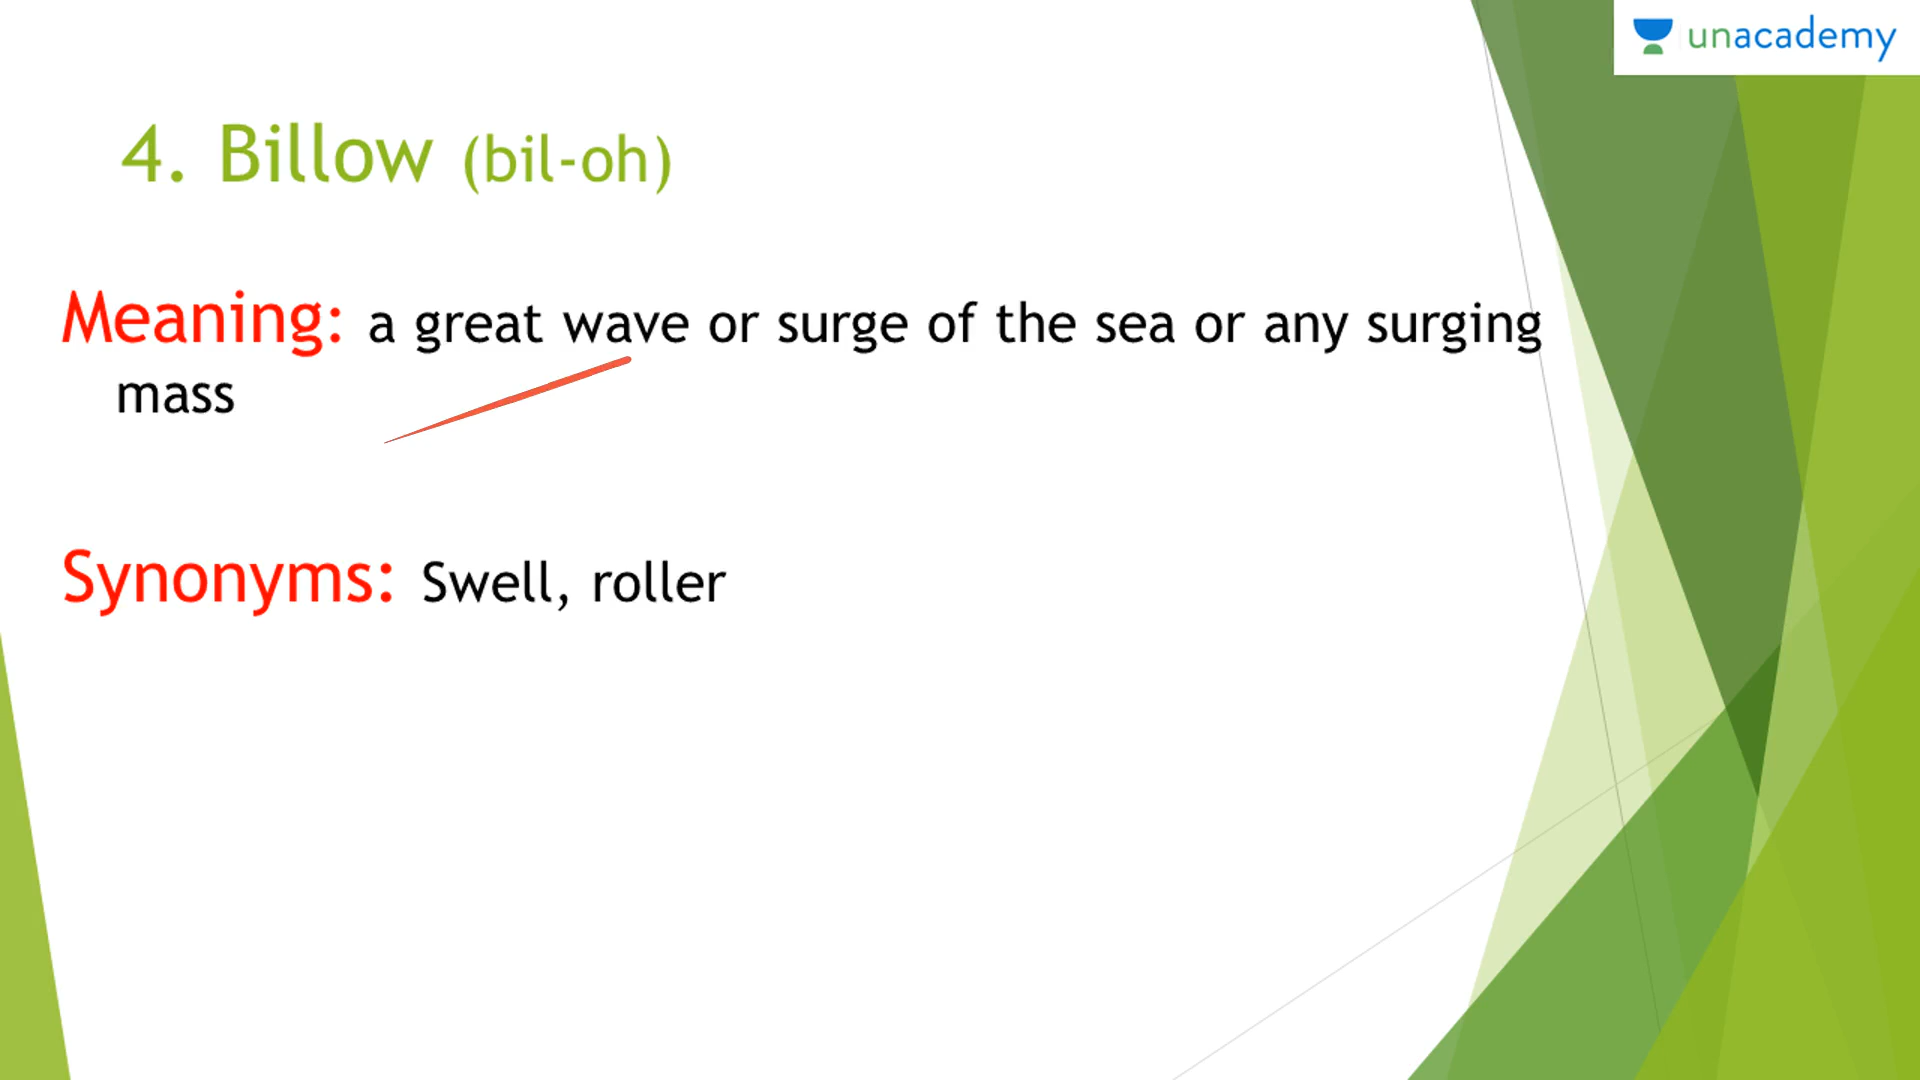 unacademy
4. Billow (bil-oh)
Meaning: a great wave or surge of the sea or any surging
mass
Synonyms: Swell, roller